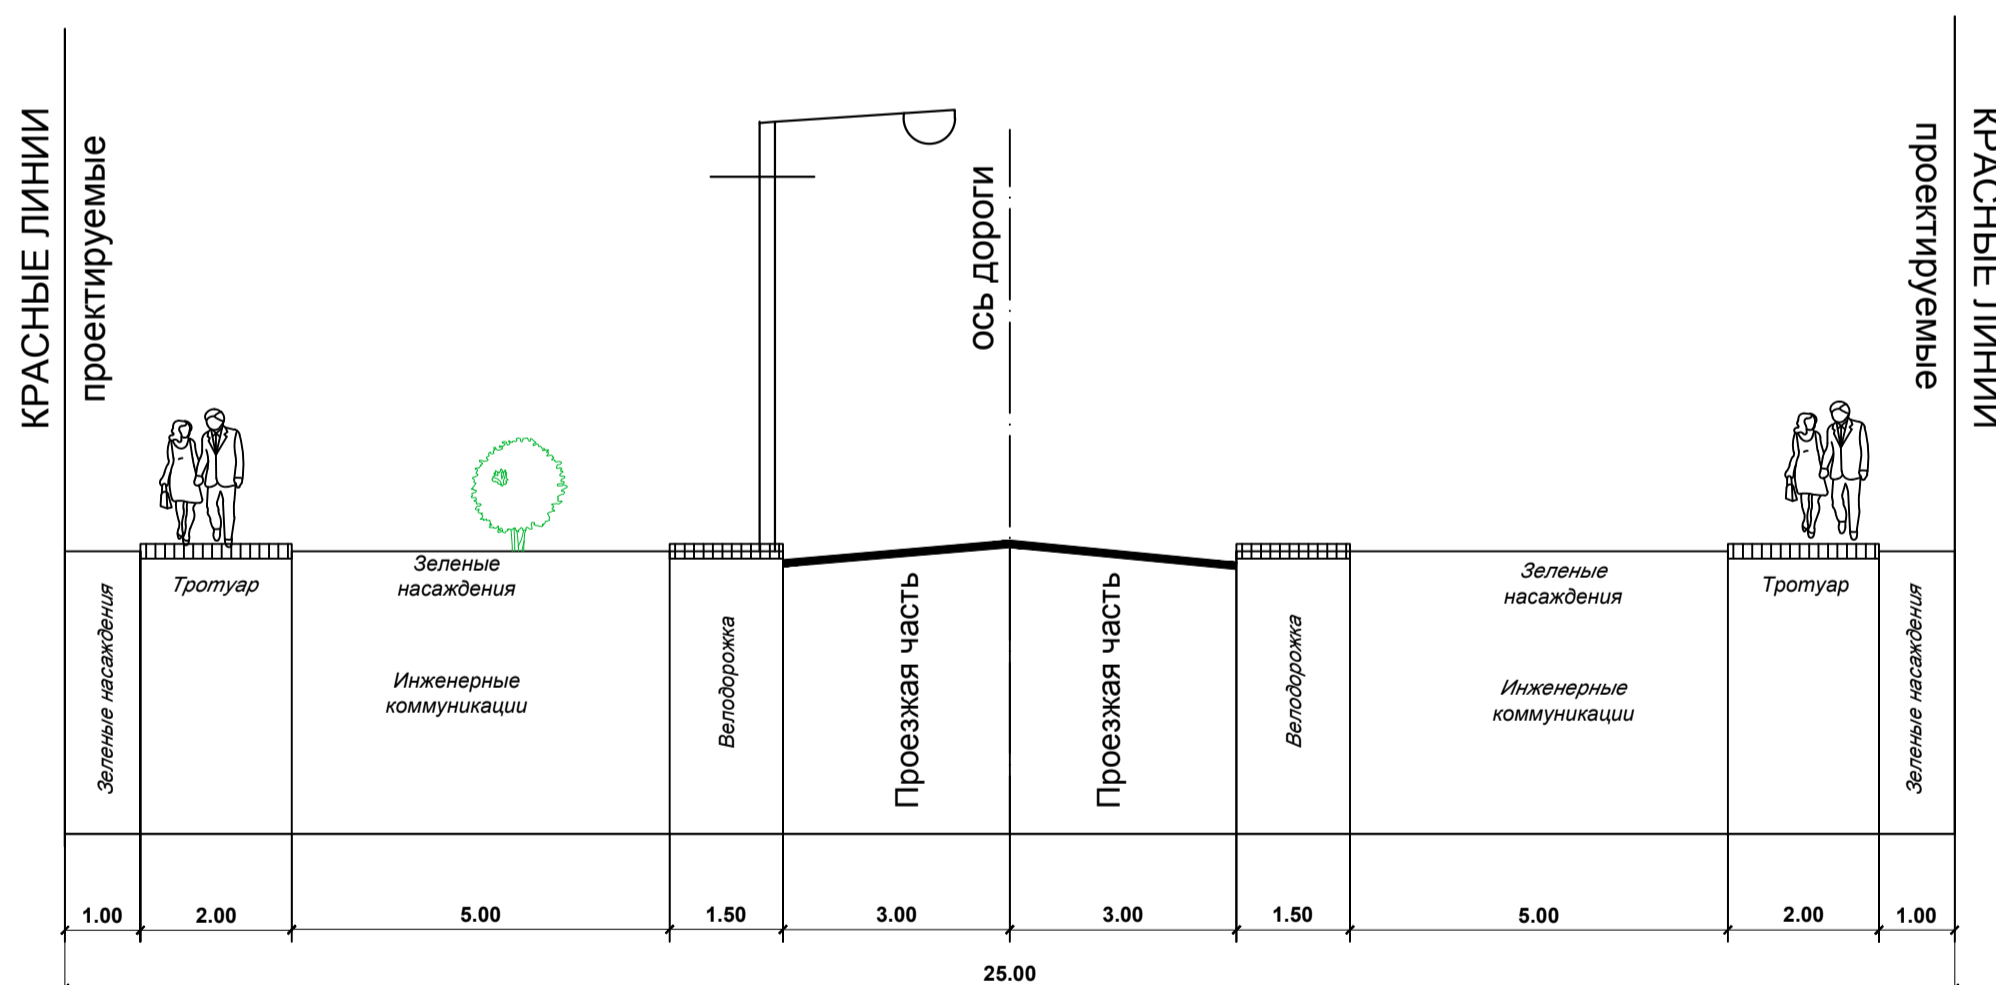 КРАСНЫЕ ЛИНИИ
проектируемые
ось дороги
проектируемые
КРАСНЫЕ ЛИНИИ
Зеленые насаждения
Тротуар
Зеленые
насаждения
Инженерные
коммуникации
Велодорожка
Проезжая часть
Проезжая часть
Велодорожка
Зеленые
насаждения
Инженерные
коммуникации
Тротуар
Зеленые насаждения
1.00 2.00 5.00 1.50 3.00 3.00 1.50 5.00 2.00 1.00
25.00